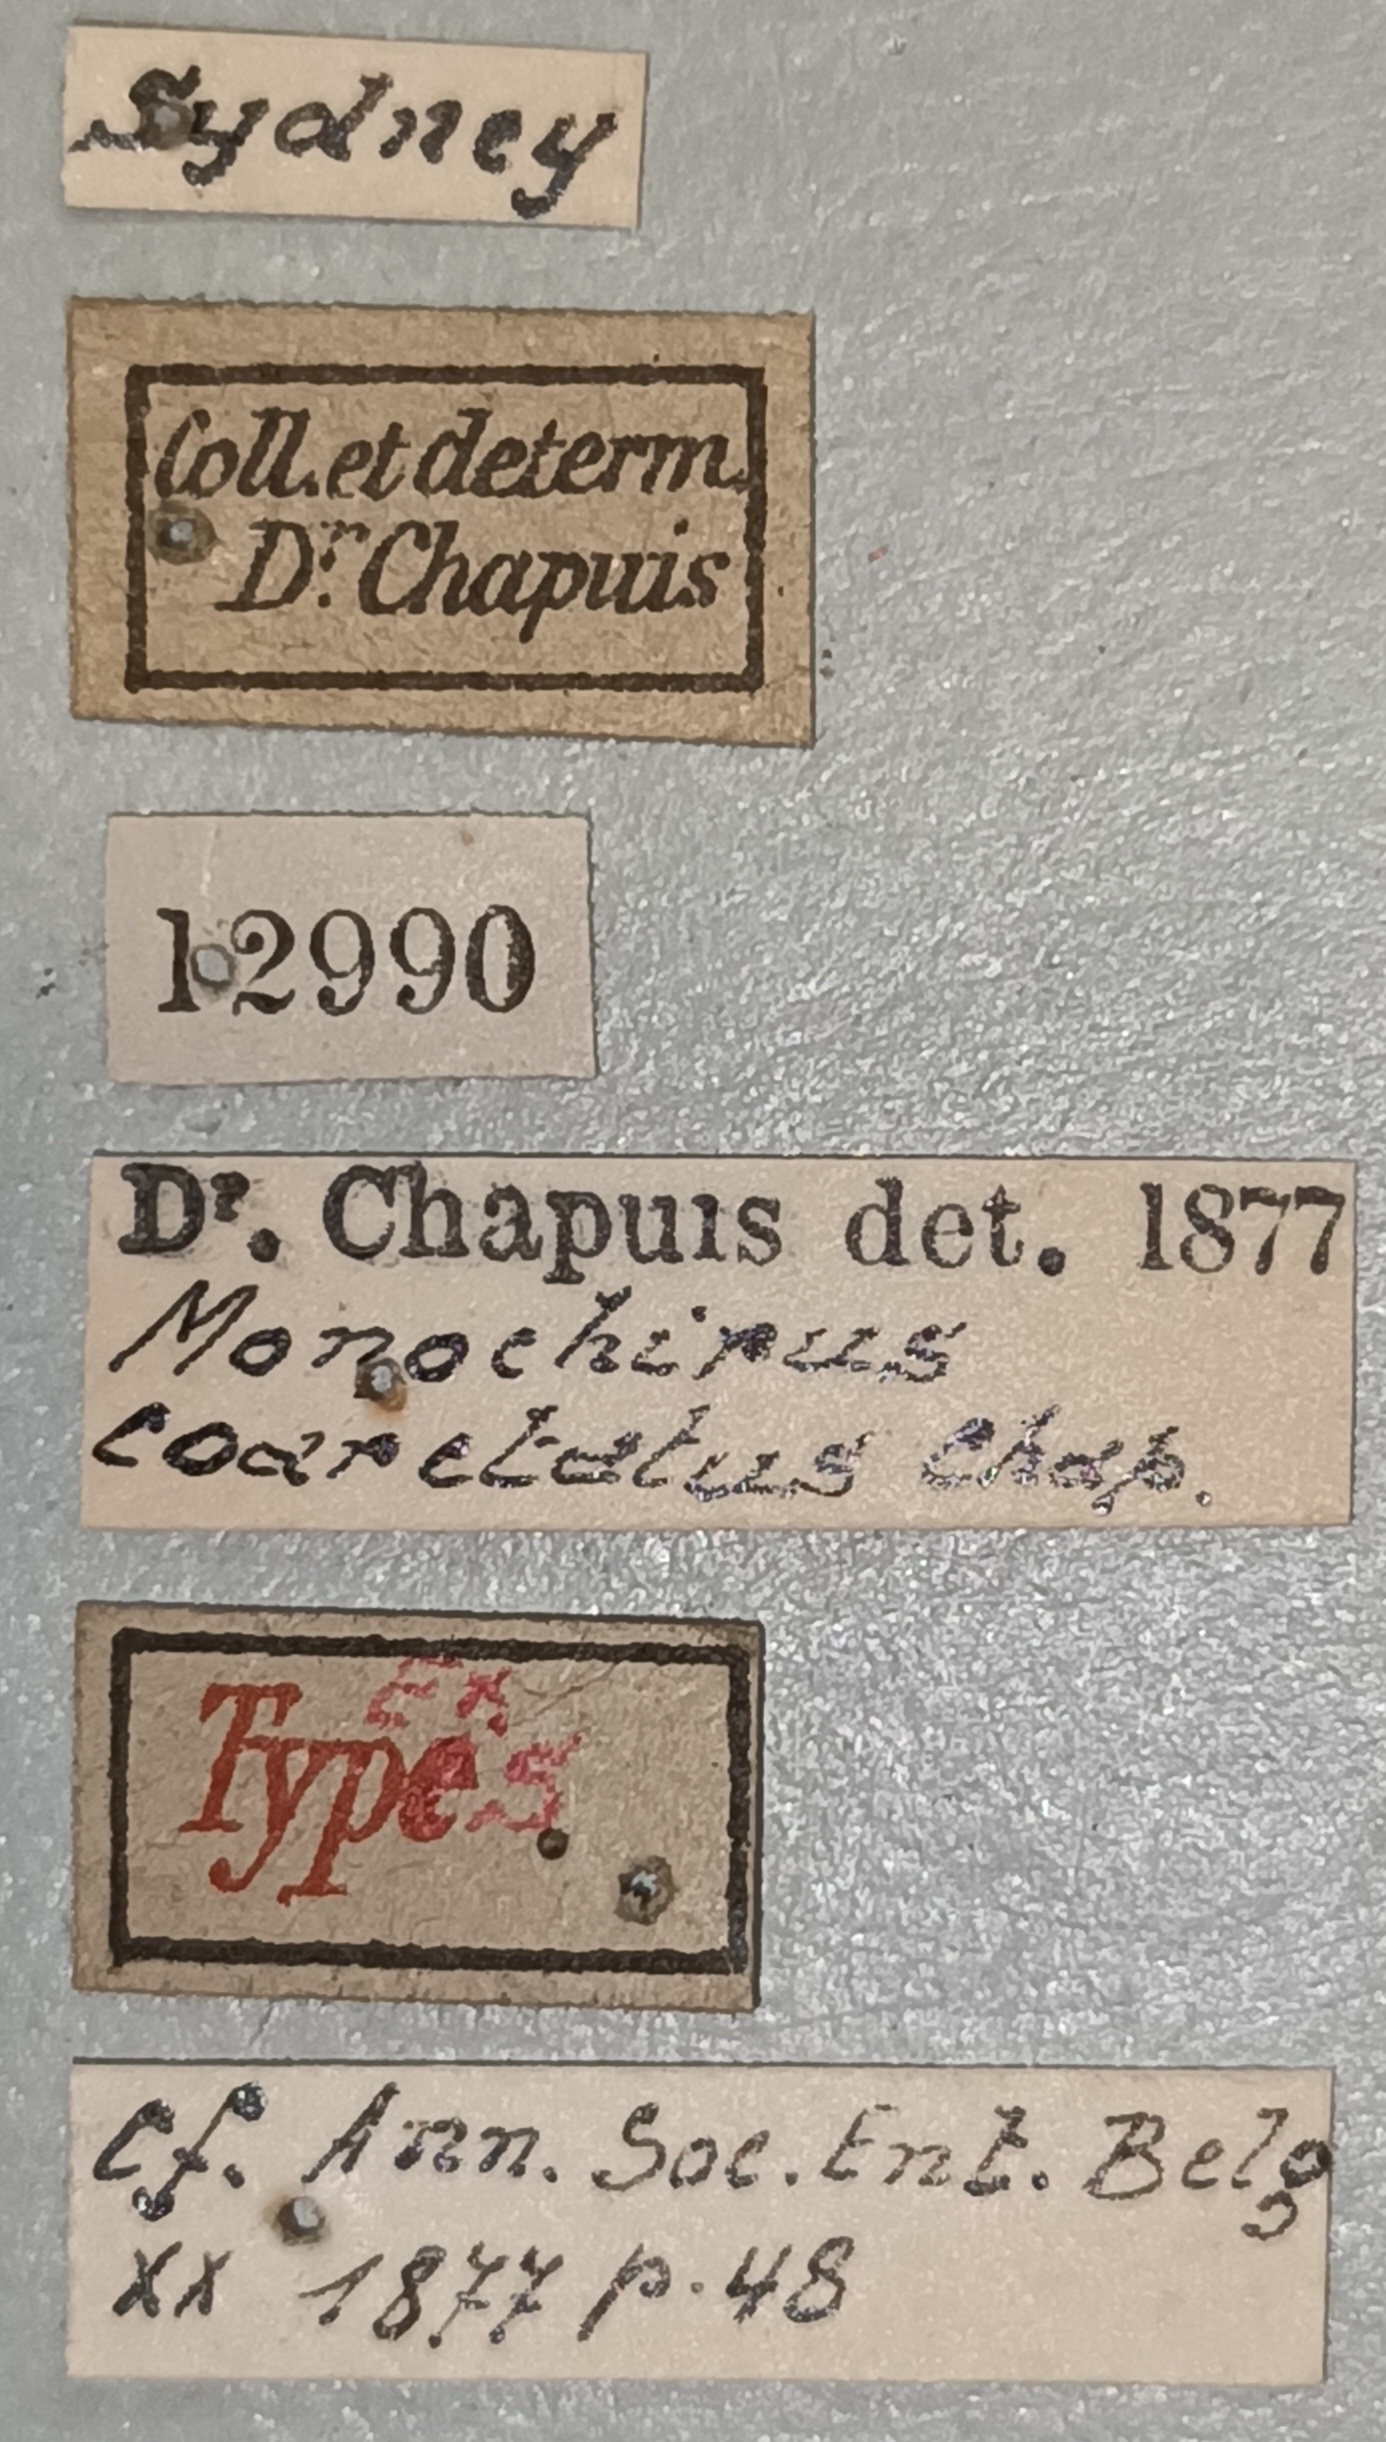 Sydney
Coll. et determ.
Dr. Chapuis
12990
Dr. Chapuis det. 1877
Monochirus
coarctatus Chap.
Ex
Types.
Cf. Ann. Soc. Ent. Belg
XX 1877 p. 48